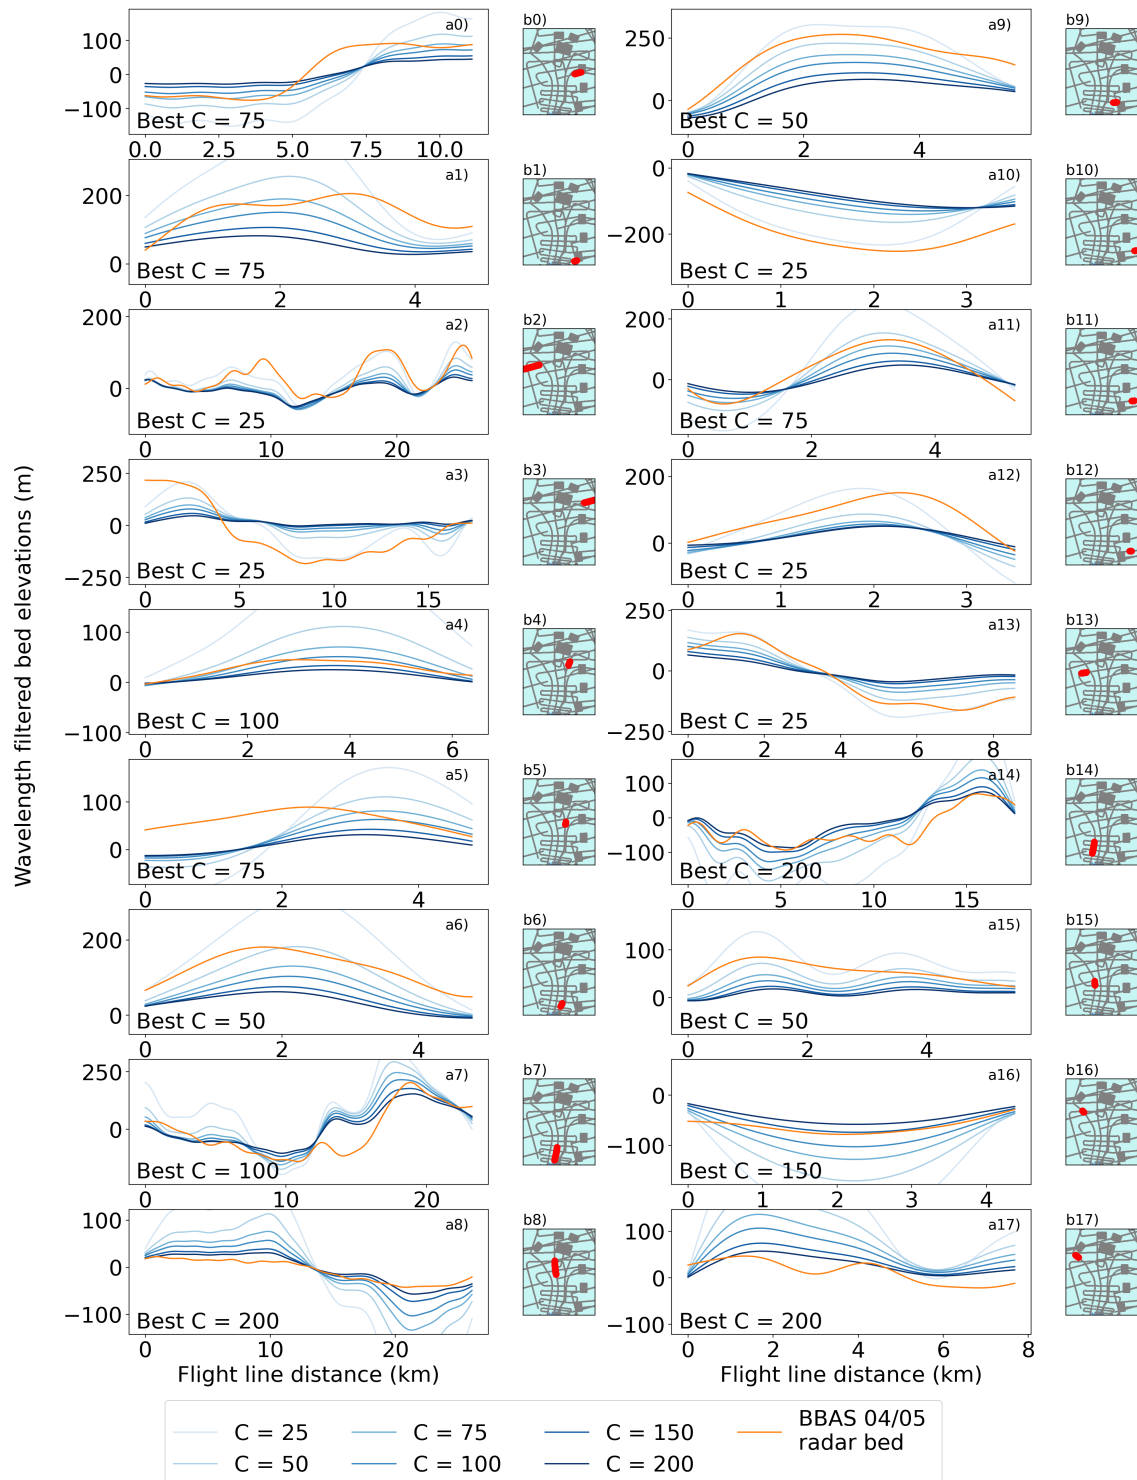 Wavelength filtered bed elevations (m)
a0)
100
0
−100
Best C = 75
0.0 2.5 5.0 7.5 10.0
b0)
a9)
250
0
Best C = 50
0 2 4
b9)
a1)
200
0
Best C = 75
0 2 4
b1)
a10)
0
−200
Best C = 25
0 1 2 3
b10)
a2)
200
0
Best C = 25
0 10 20
b2)
a11)
200
0
Best C = 75
0 2 4
b11)
a3)
250
0
−250
Best C = 25
0 5 10 15
b3)
a12)
200
0
Best C = 25
0 1 2 3
b12)
a4)
100
0
−100
Best C = 100
0 2 4 6
b4)
a13)
250
0
−250
Best C = 25
0 2 4 6 8
b13)
a5)
100
0
Best C = 75
0 2 4
b5)
a14)
200
100
0
−100
Best C = 200
0 5 10 15
b14)
a6)
200
0
Best C = 50
0 2 4
b6)
a15)
100
0
Best C = 50
0 2 4
b15)
a7)
250
0
Best C = 100
0 10 20
b7)
a16)
0
−100
Best C = 150
0 1 2 3 4
b16)
a8)
100
0
−100
Best C = 200
0 10 20
b8)
a17)
100
0
−100
Best C = 200
0 2 4 6 8
b17)
Flight line distance (km)
Flight line distance (km)
C = 25
C = 50
C = 75
C = 100
C = 150
C = 200
BBAS 04/05
radar bed